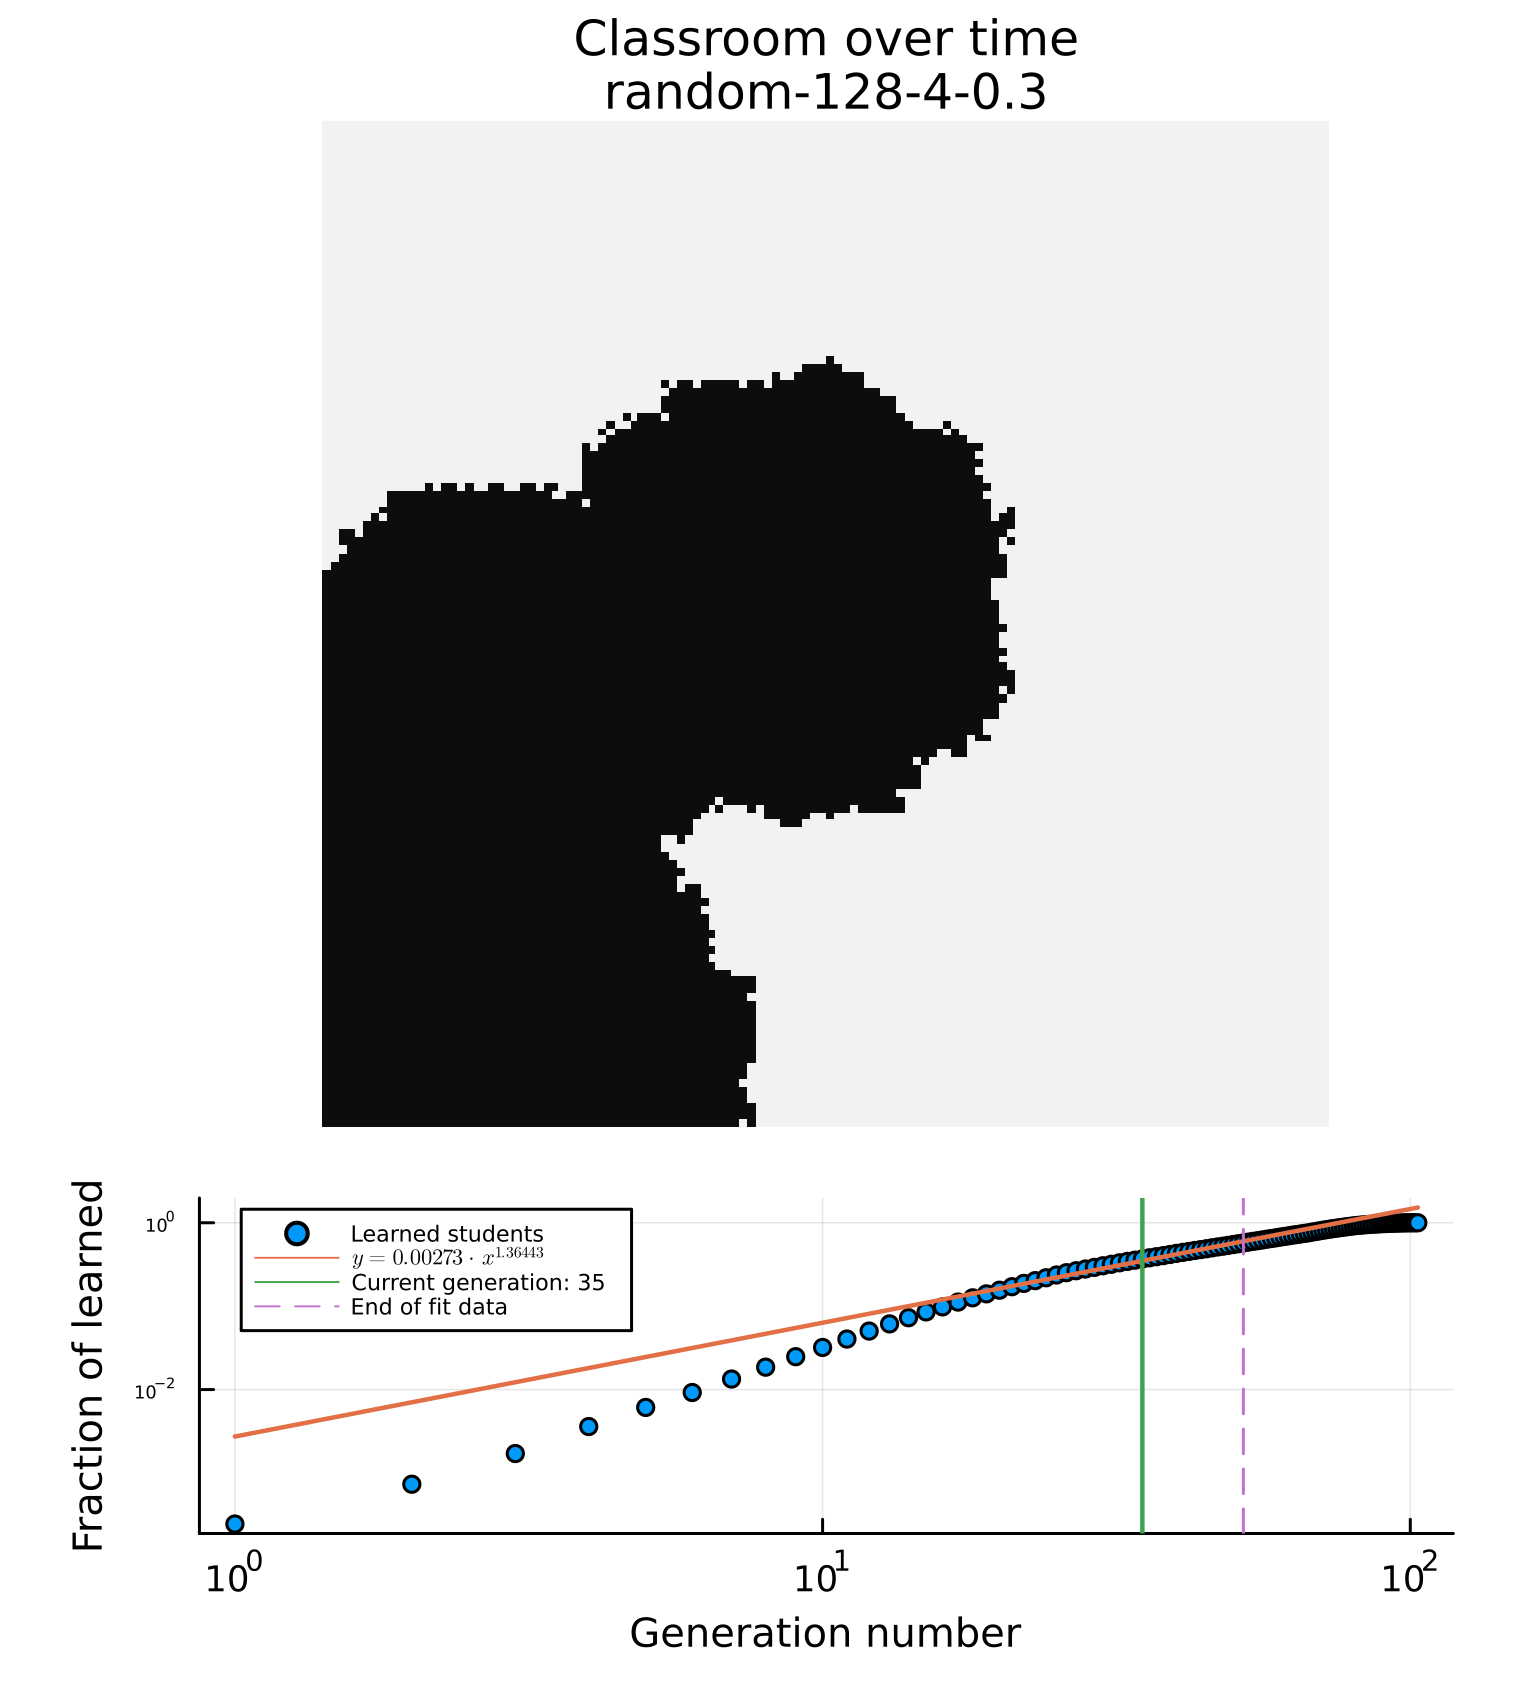 Classroom over time
random-128-4-0.3
Fraction of learned
10^0
10^−2
Learned students
y = 0.00273 · x^1.36443
Current generation: 35
End of fit data
10^0
10^1
10^2
Generation number